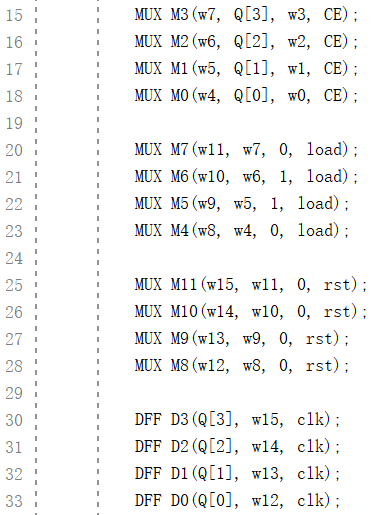 15 MUX M3(w7, Q[3], w3, CE);
16 MUX M2(w6, Q[2], w2, CE);
17 MUX M1(w5, Q[1], w1, CE);
18 MUX M0(w4, Q[0], w0, CE);
19
20 MUX M7(w11, w7, 0, load);
21 MUX M6(w10, w6, 1, load);
22 MUX M5(w9, w5, 1, load);
23 MUX M4(w8, w4, 0, load);
24
25 MUX M11(w15, w11, 0, rst);
26 MUX M10(w14, w10, 0, rst);
27 MUX M9(w13, w9, 0, rst);
28 MUX M8(w12, w8, 0, rst);
29
30 DFF D3(Q[3], w15, clk);
31 DFF D2(Q[2], w14, clk);
32 DFF D1(Q[1], w13, clk);
33 DFF D0(Q[0], w12, clk);